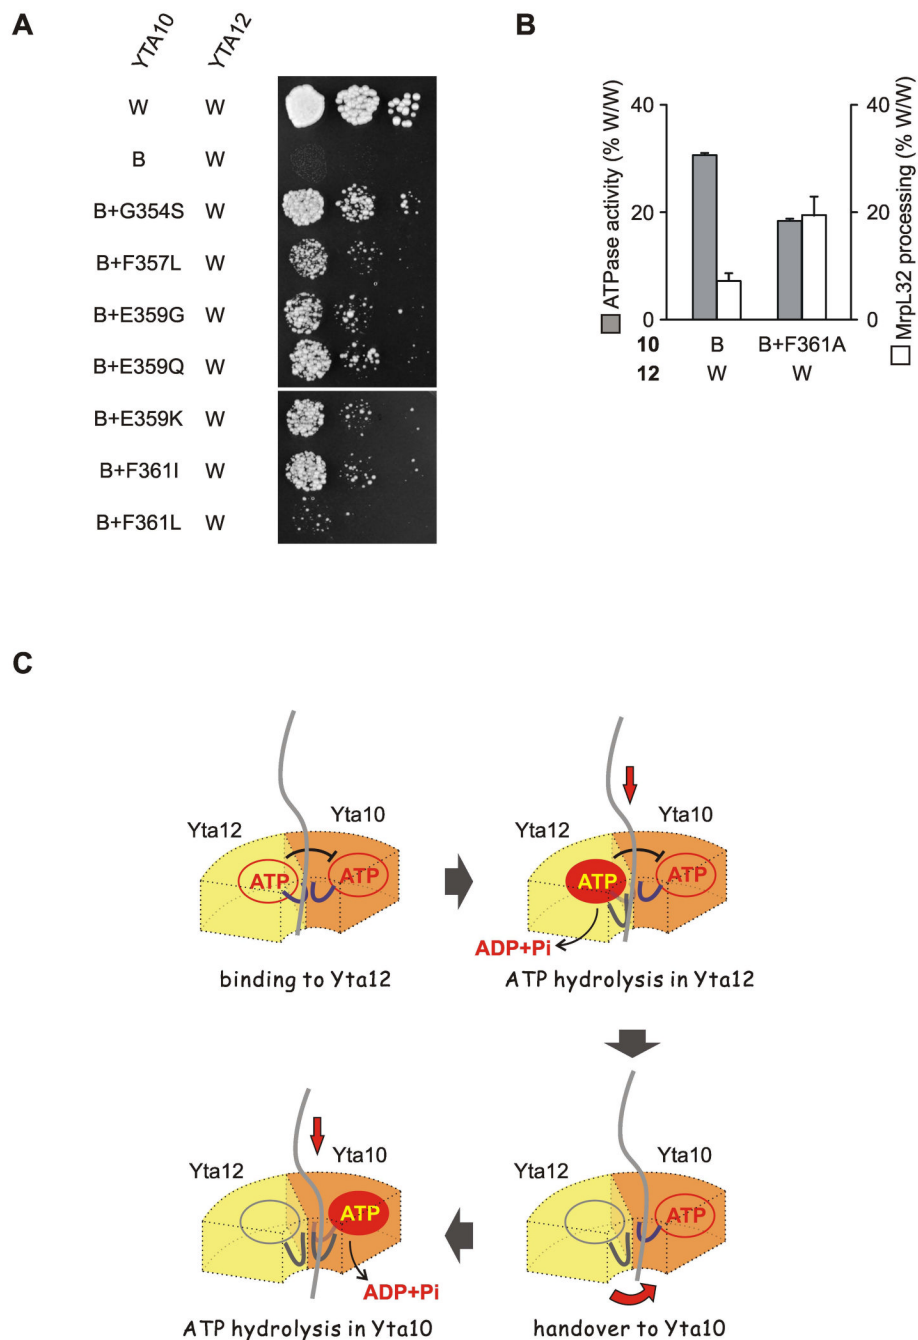 A
YTA10 YTA12
W W
B W
B+G354S W
B+F357L W
B+E359G W
B+E359Q W
B+E359K W
B+F361I W
B+F361L W
B
ATPase activity (% W/W)
40
20
0
40
20
0
MrpL32 processing (% W/W)
10 B B+F361A
12 W W
C
Yta12 Yta10
ATP ATP
binding to Yta12
Yta12 Yta10
ATP ATP
ADP+Pi
ATP hydrolysis in Yta12
Yta12 Yta10
ATP
ADP+Pi
ATP hydrolysis in Yta10
Yta12 Yta10
ATP
handover to Yta10